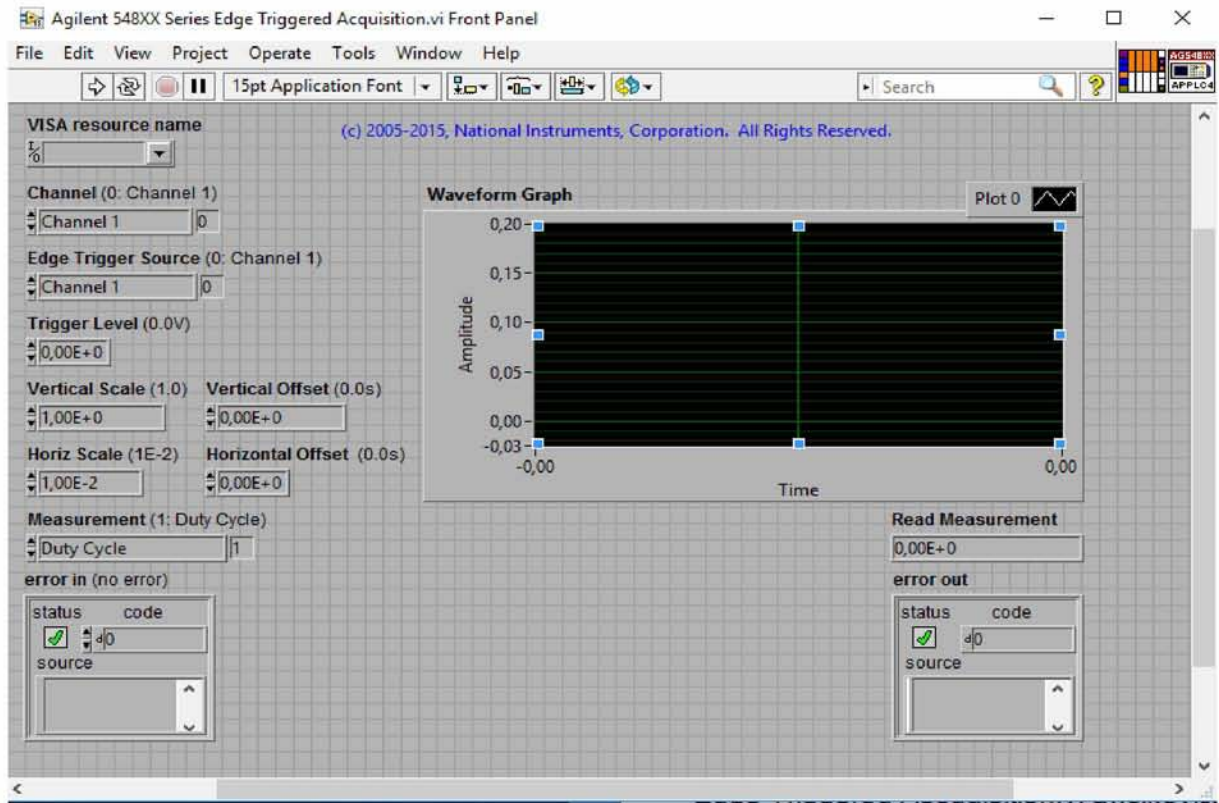 Agilent 548XX Series Edge Triggered Acquisition.vi Front Panel
File Edit View Project Operate Tools Window Help
15pt Application Font
Search
?
AG548XX
APPLC4
VISA resource name
(c) 2005-2015, National Instruments, Corporation. All Rights Reserved.
I/O
Channel (0: Channel 1)
Channel 1 0
Edge Trigger Source (0: Channel 1)
Channel 1 0
Trigger Level (0.0V)
0,00E+0
Vertical Scale (1.0) Vertical Offset (0.0s)
1,00E+0 0,00E+0
Horiz Scale (1E-2) Horizontal Offset (0.0s)
1,00E-2 0,00E+0
Measurement (1: Duty Cycle)
Duty Cycle 1
error in (no error)
status code
d 0
source
Waveform Graph
Plot 0
Amplitude
0,20
0,15
0,10
0,05
0,00
-0,03
-0,00 0,00
Time
Read Measurement
0,00E+0
error out
status code
d 0
source